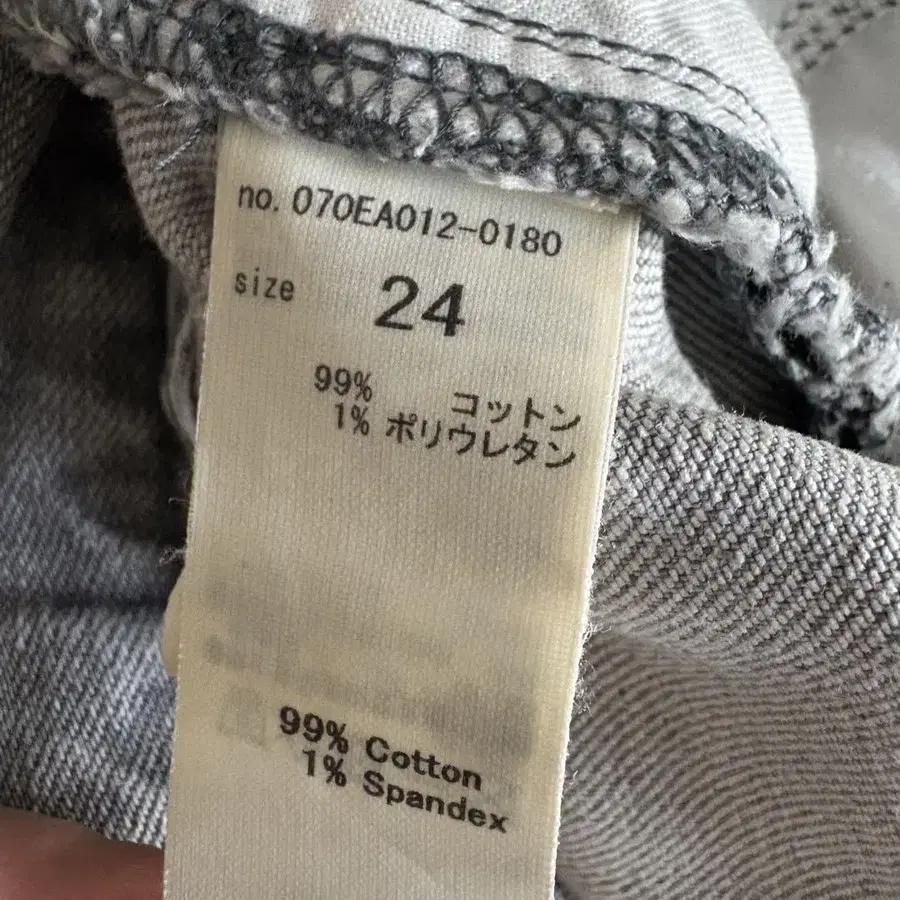 no. 070EA012-0180
size 24
99% コットン
1% ポリウレタン
99% Cotton
1% Spandex